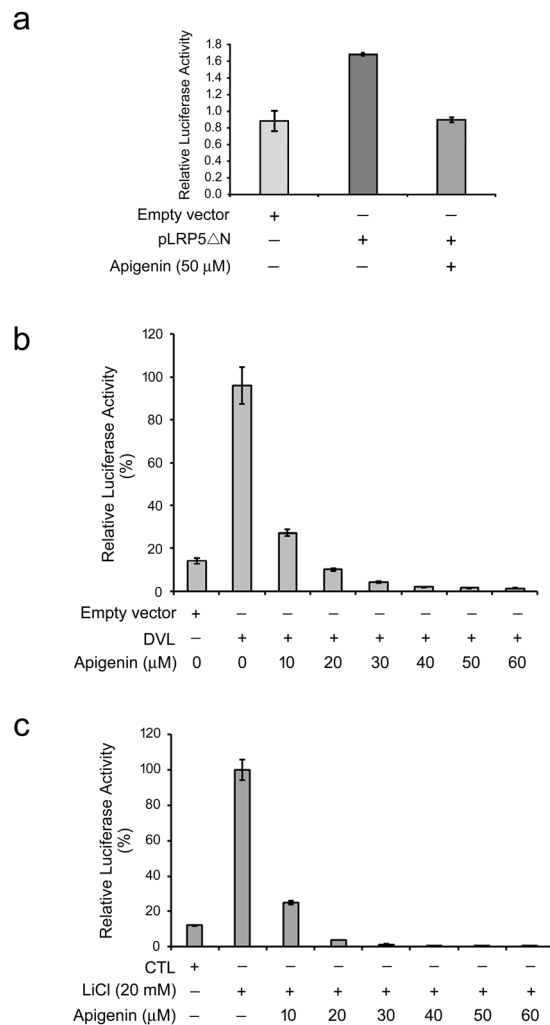 a
Relative Luciferase Activity
1.8
1.6
1.4
1.2
1.0
0.8
0.6
0.4
0.2
0.0
Empty vector + – –
pLRP5△N – + +
Apigenin (50 μM) – – +
b
Relative Luciferase Activity
(%)
120
100
80
60
40
20
0
Empty vector + – – – – – – –
DVL – + + + + + + +
Apigenin (μM) 0 0 10 20 30 40 50 60
c
Relative Luciferase Activity
(%)
120
100
80
60
40
20
0
CTL + – – – – – – –
LiCl (20 mM) – + + + + + + +
Apigenin (μM) – – 10 20 30 40 50 60